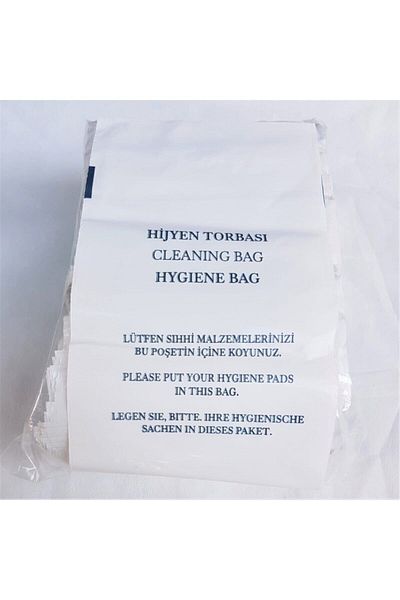 HİJYEN TORBASI
CLEANING BAG
HYGIENE BAG
LÜTFEN SIHHİ MALZEMELERİNİZİ
BU POŞETİN İÇİNE KOYUNUZ.
PLEASE PUT YOUR HYGIENE PADS
IN THIS BAG.
LEGEN SIE, BITTE. IHRE HYGIENISCHE
SACHEN IN DIESES PAKET.